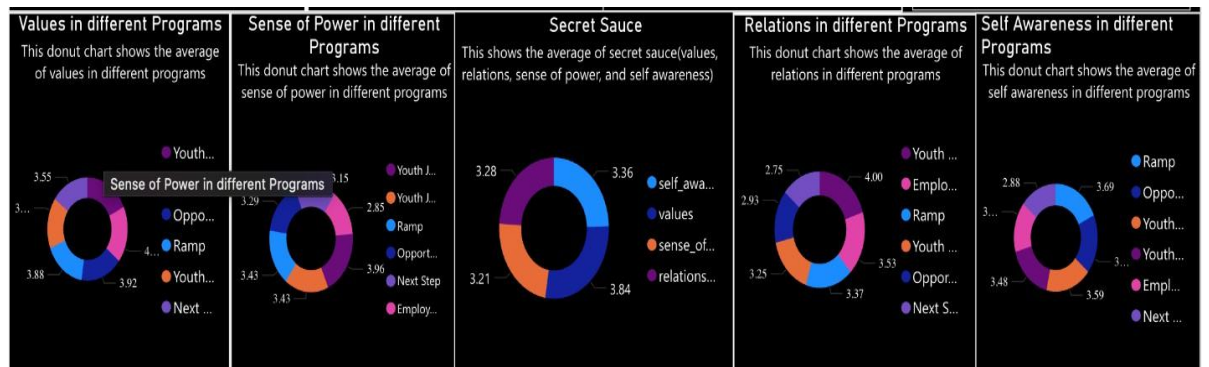 Values in different Programs
This donut chart shows the average
of values in different programs
3.55
3...
3.88
3.92
4...
Youth...
Oppo...
Ramp
Youth...
Next ...
Sense of Power in different
Programs
This donut chart shows the average of
sense of power in different programs
Sense of Power in different Programs
3.15
3.29
2.85
3.43
3.96
3.43
Youth J...
Youth J...
Ramp
Opport...
Next Step
Employ...
Secret Sauce
This shows the average of secret sauce(values,
relations, sense of power, and self awareness)
3.28
3.36
3.21
3.84
self_awa...
values
sense_of...
relations...
Relations in different Programs
This donut chart shows the average of
relations in different programs
2.75
4.00
2.93
3.25
3.53
3.37
Youth ...
Emplo...
Ramp
Youth ...
Oppor...
Next S...
Self Awareness in different
Programs
This donut chart shows the average of
self awareness in different programs
2.88
3.69
3...
3...
3.48
3.59
Ramp
Oppo...
Youth...
Youth...
Empl...
Next ...